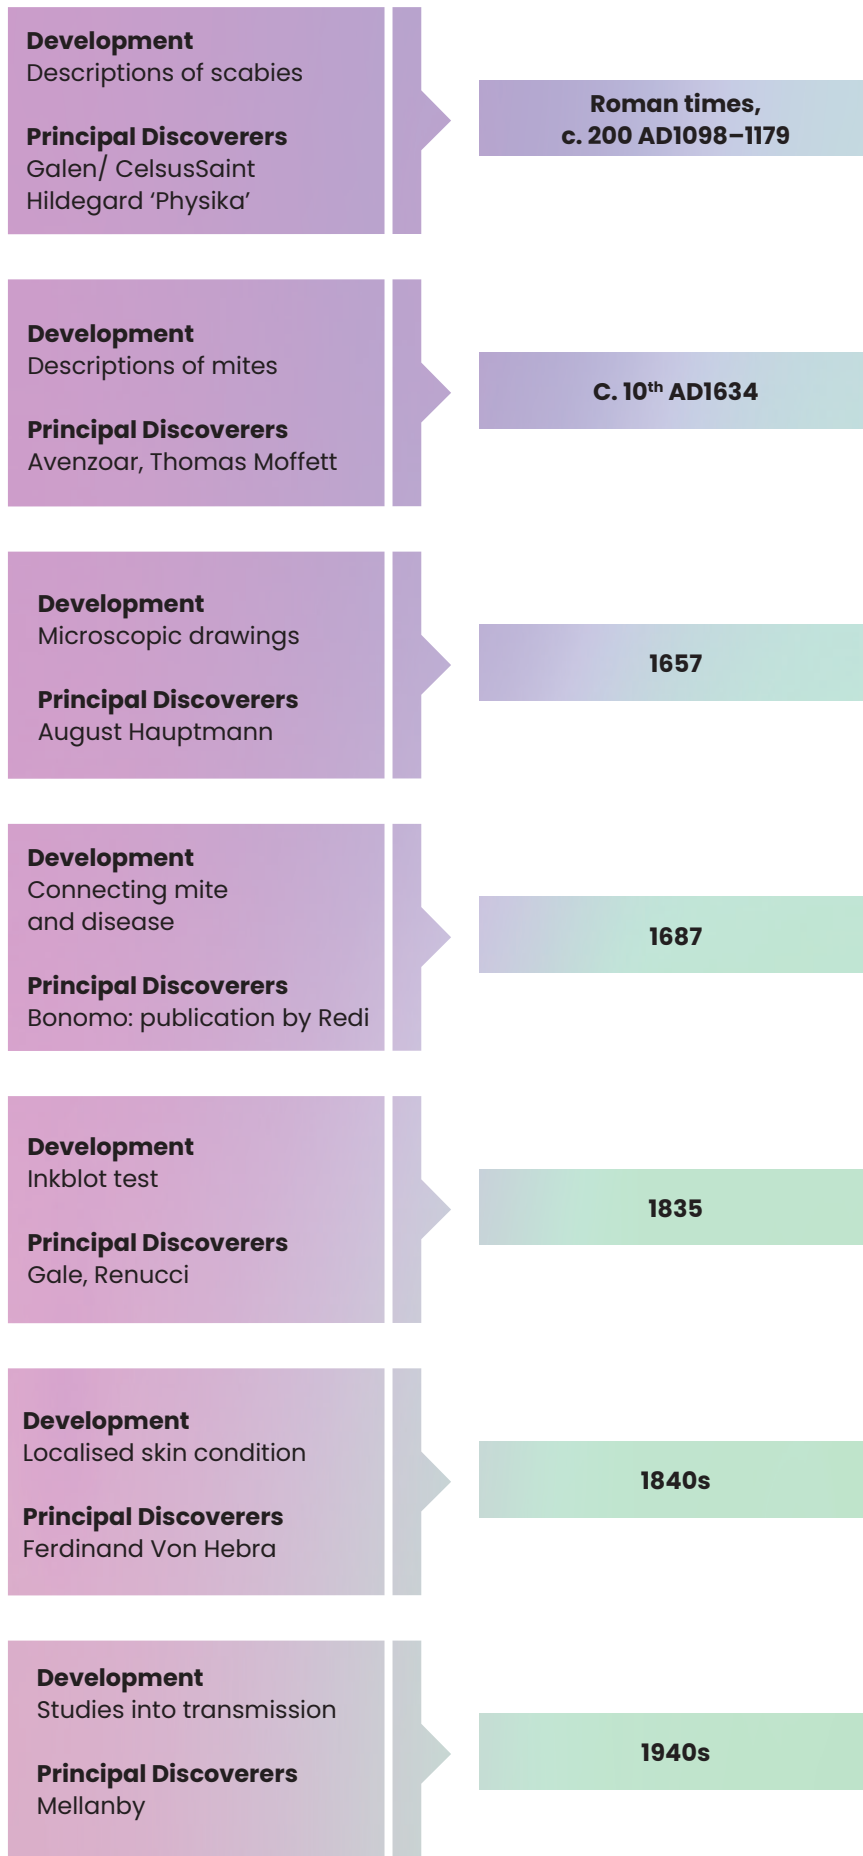 Development
Descriptions of scabies
Principal Discoverers
Galen/ CelsusSaint
Hildegard ‘Physika’
Roman times,
c. 200 AD1098–1179
Development
Descriptions of mites
Principal Discoverers
Avenzoar, Thomas Moffett
C. 10th AD1634
Development
Microscopic drawings
Principal Discoverers
August Hauptmann
1657
Development
Connecting mite
and disease
Principal Discoverers
Bonomo: publication by Redi
1687
Development
Inkblot test
Principal Discoverers
Gale, Renucci
1835
Development
Localised skin condition
Principal Discoverers
Ferdinand Von Hebra
1840s
Development
Studies into transmission
Principal Discoverers
Mellanby
1940s